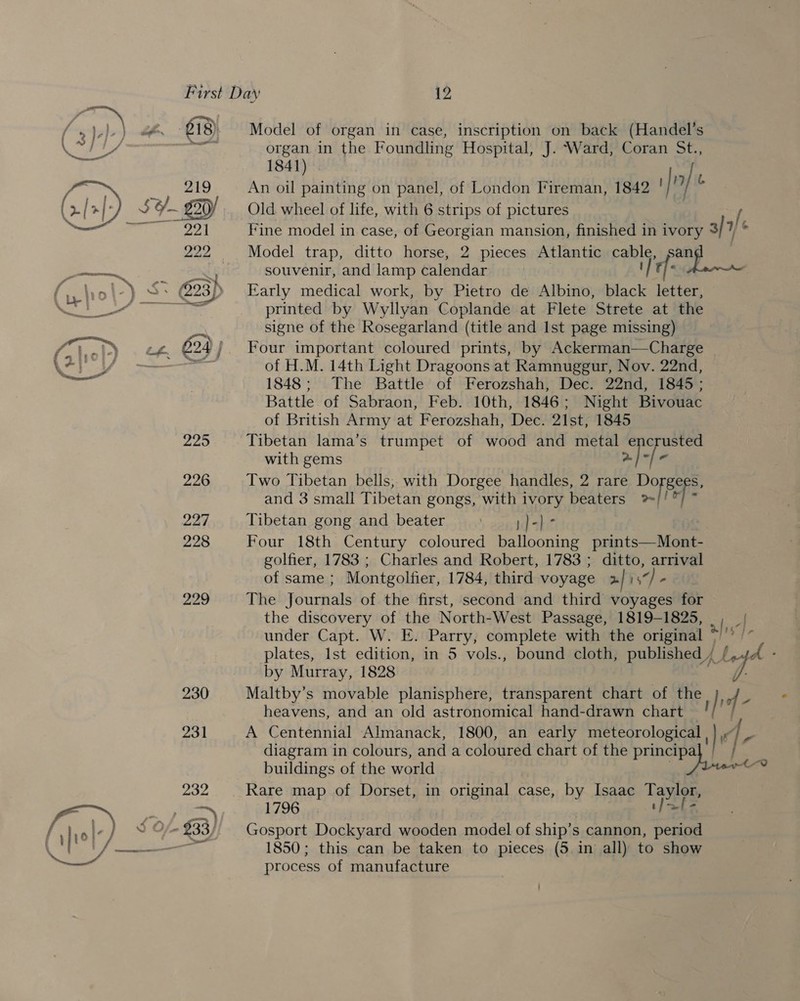 First Day 12
218 Model of organ in case, inscription on back (Handel's
organ in the Foundling Hospital, J. Ward, Coran St.,
1841)
219 An oil painting on panel, of London Fireman, 1842
220 Old wheel of life, with 6 strips of pictures
221 Fine model in case, of Georgian mansion, finished in ivory
222 Model trap, ditto horse, 2 pieces Atlantic cable, sand
souvenir, and lamp calendar
223 Early medical work, by Pietro de Albino, black letter,
printed by Wyllyan Coplande at Flete Strete at the
signe of the Rosegarland (title and 1st page missing)
224 Four important coloured prints, by Ackerman—Charge
of H.M. 14th Light Dragoons at Ramnuggur, Nov. 22nd,
1848; The Battle of Ferozshah, Dec. 22nd, 1845;
Battle of Sabraon, Feb. 10th, 1846; Night Bivouac
of British Army at Ferozshah, Dec. 21st, 1845
225 Tibetan lama's trumpet of wood and metal encrusted
with gems 2/-/-
226 Two Tibetan bells, with Dorgee handles, 2 rare Dorgees,
and 3 small Tibetan gongs, with ivory beaters
227 Tibetan gong and beater 1/-/-
228 Four 18th Century coloured ballooning prints—Mont-
golfier, 1783; Charles and Robert, 1783; ditto, arrival
of same; Montgolfier, 1784, third voyage 2/15/-
229 The Journals of the first, second and third voyages for
the discovery of the North-West Passage, 1819-1825,
under Capt. W. E. Parry, complete with the original
plates, 1st edition, in 5 vols., bound cloth, published
by Murray, 1828
230 Maltby's movable planisphere, transparent chart of the
heavens, and an old astronomical hand-drawn chart
231 A Centennial Almanack, 1800, an early meteorological
diagram in colours, and a coloured chart of the principal
buildings of the world
232 Rare map of Dorset, in original case, by Isaac Taylor,
1796 1/2/-
233 Gosport Dockyard wooden model of ship's cannon, period
1850; this can be taken to pieces (5 in all) to show
process of manufacture